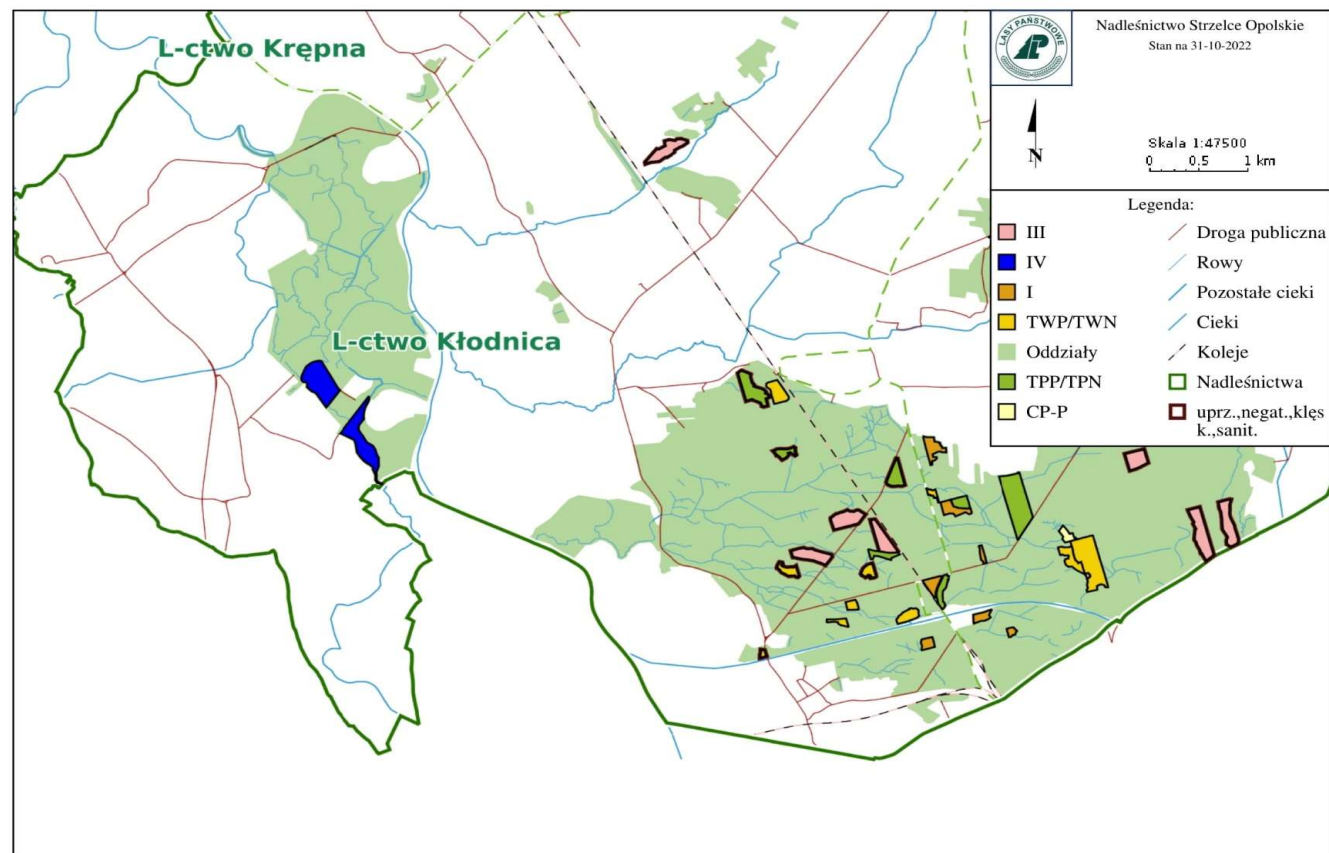 L-ctwo Krępna
L-ctwo Kłodnica
LASY PAŃSTWOWE
Nadleśnictwo Strzelce Opolskie
Stan na 31-10-2022
N
Skala 1:47500
0 0.5 1 km
Legenda:
III
IV
I
TWP/TWN
Oddziały
TPP/TPN
CP-P
Droga publiczna
Rowy
Pozostałe cieki
Cieki
Koleje
Nadleśnictwa
uprz.,negat.,klęs
k.,sanit.